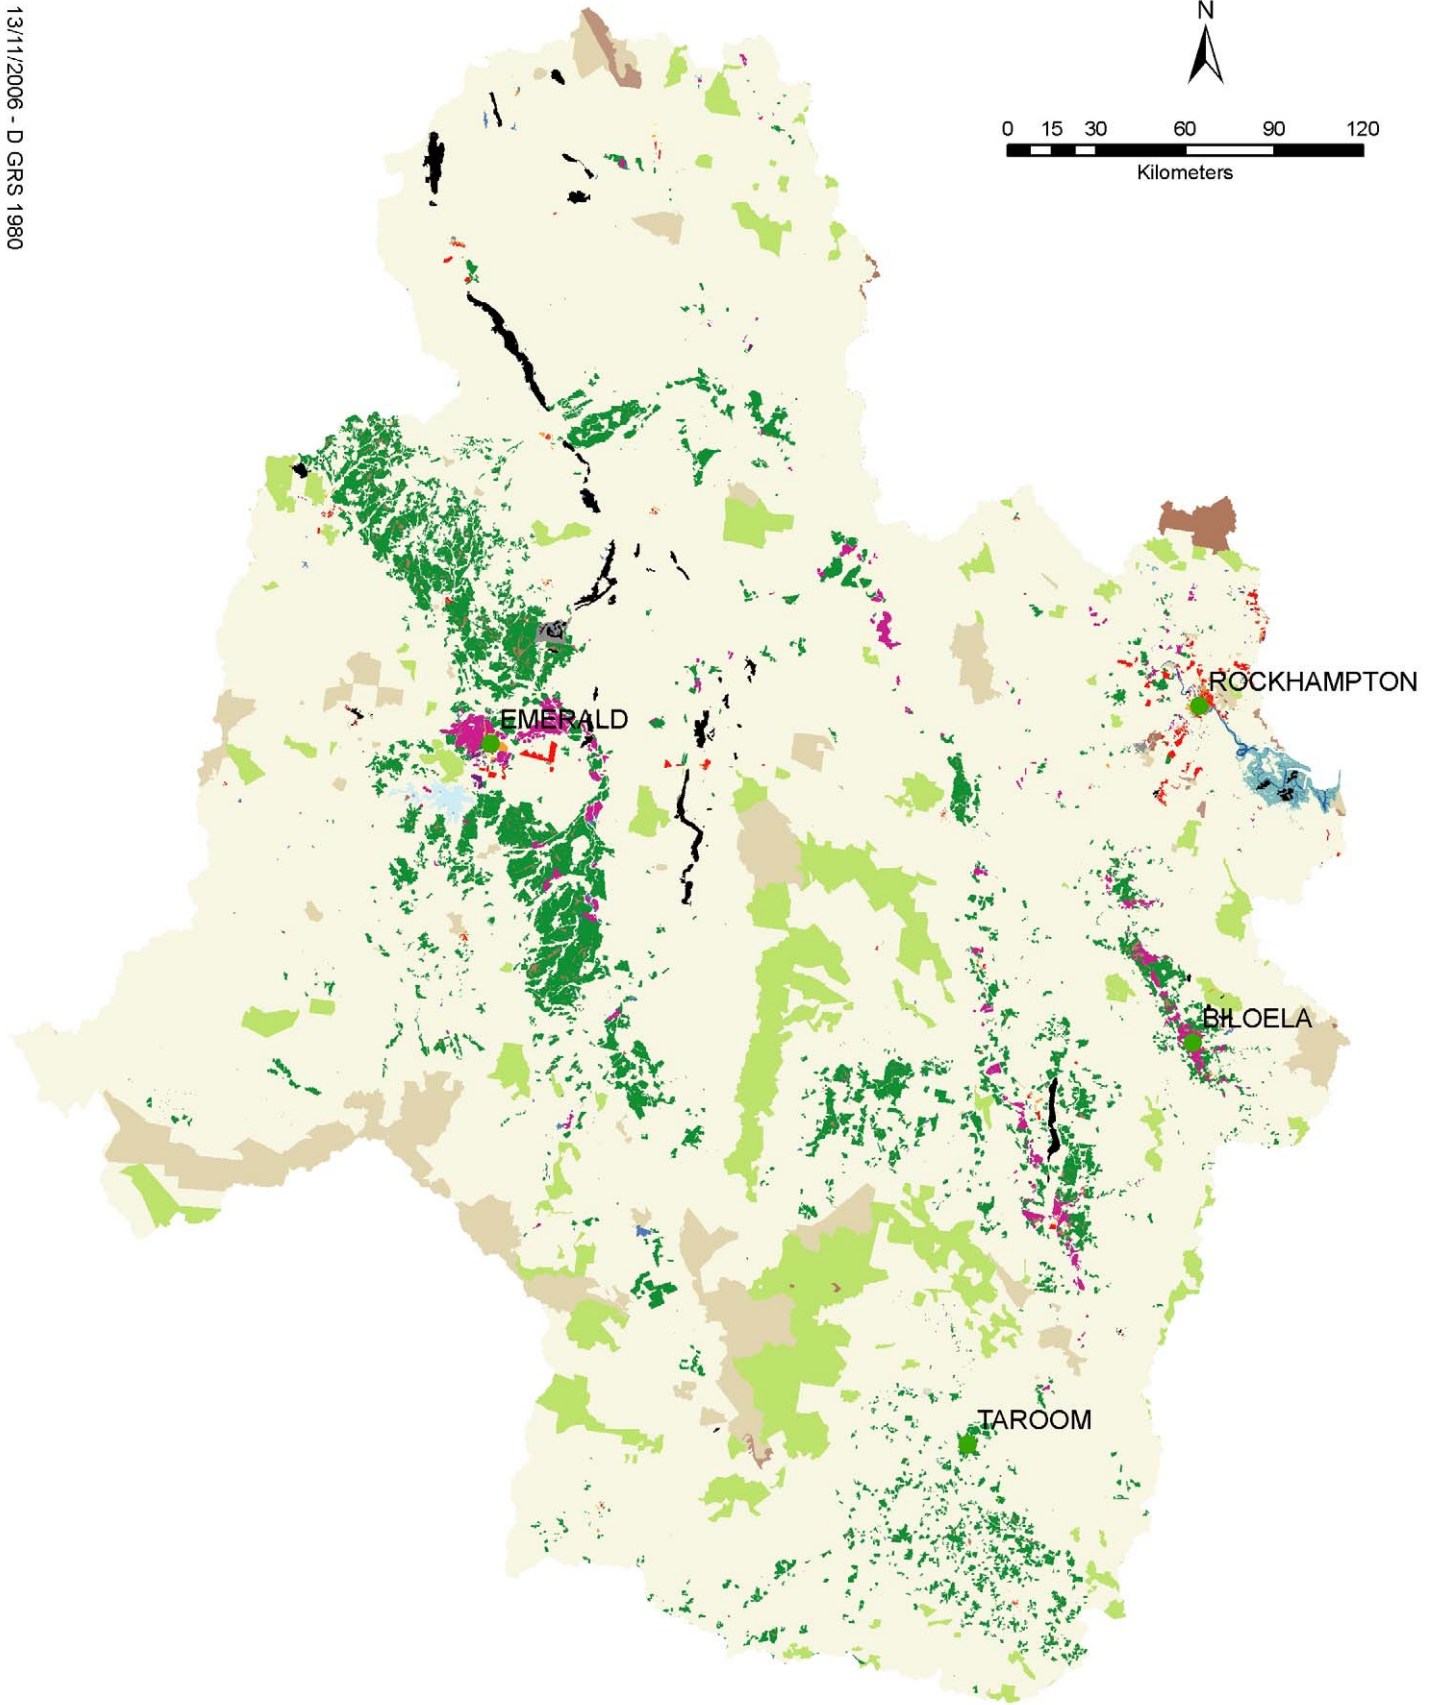 N
0 15 30 60 90 120
Kilometers
13/11/2006 - D GRS 1980
ROCKHAMPTON
EMERALD
BILOELA
TAROOM